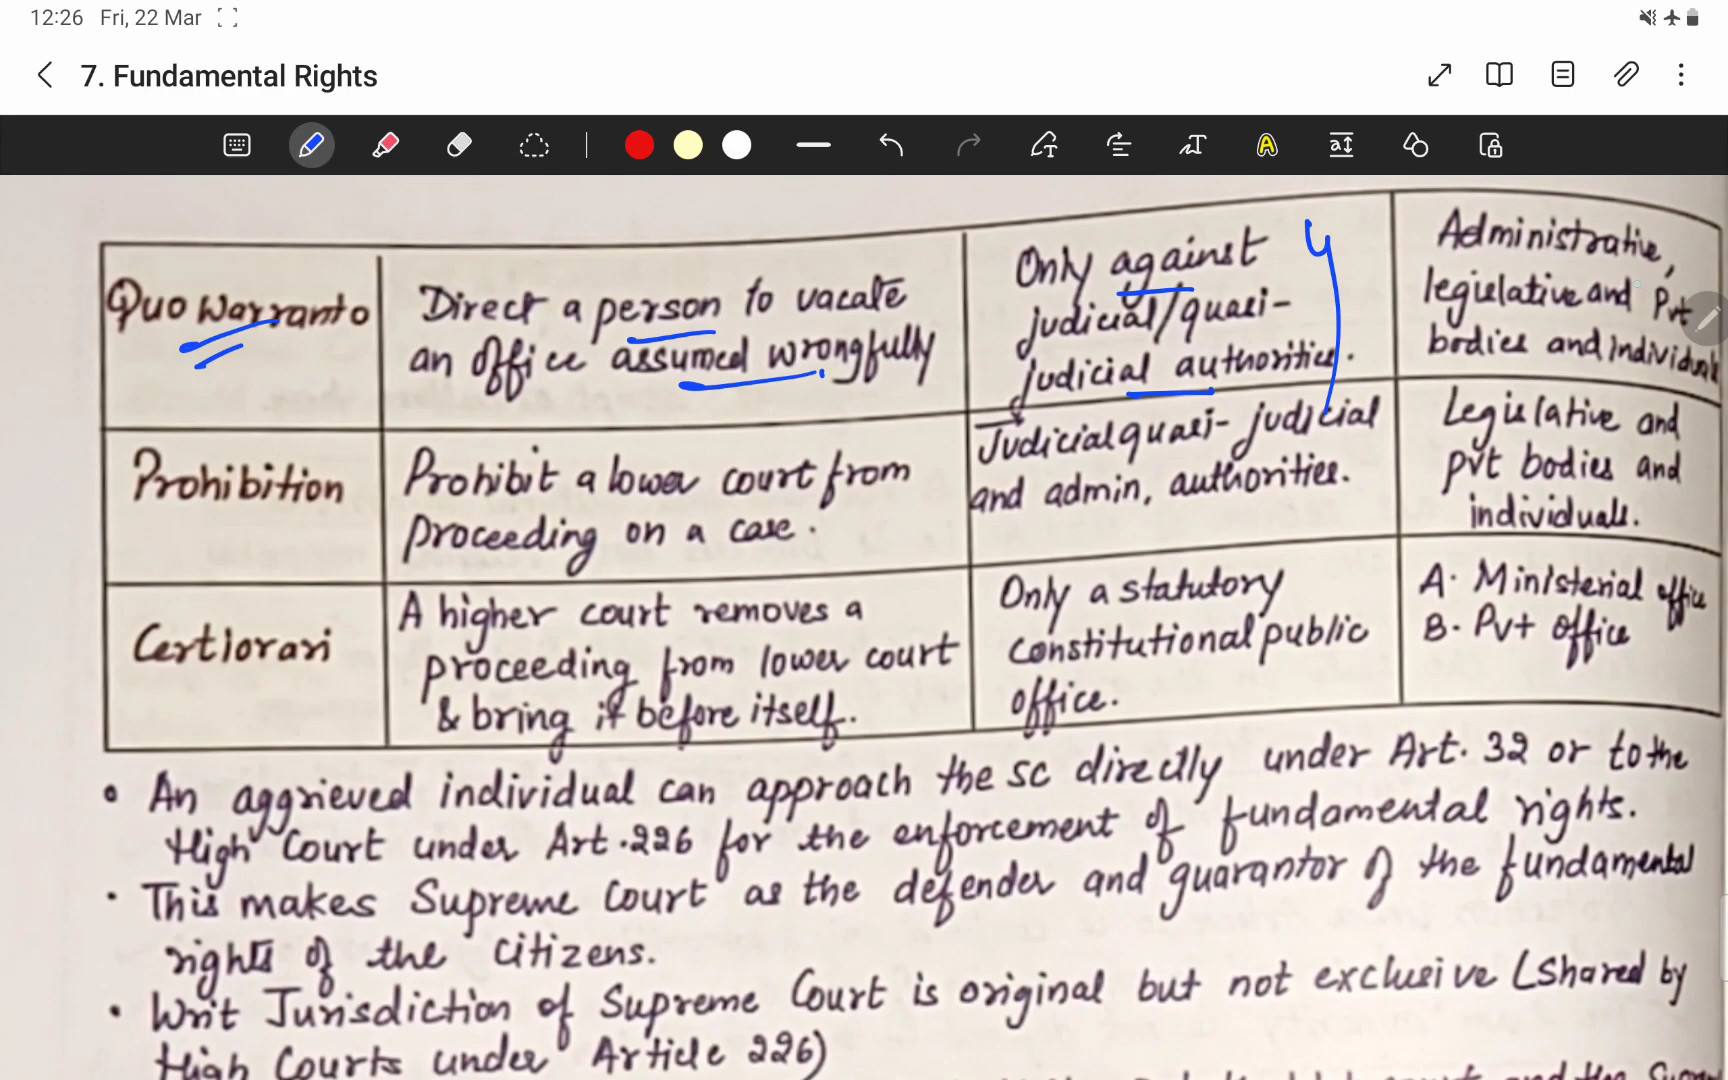 12:26 Fri, 22 Mar
7. Fundamental Rights
Quo Warranto
Direct a person to vacate
an office assumed wrongfully
Only against
judicial/quasi-
judicial authorities.
Administrative,
legislative and Pvt
bodies and individuals
Prohibition
Prohibit a lower court from
proceeding on a case.
Judicial quasi-judicial
and admin, authorities.
Legislative and
pvt bodies and
individuals.
Certiorari
A higher court removes a
proceeding from lower court
& bring it before itself.
Only a statutory
constitutional public
office.
A. Ministerial office
B. Pvt office
• An aggrieved individual can approach the SC directly under Art. 32 or to the
High Court under Art.226 for the enforcement of fundamental rights.
• This makes Supreme Court as the defender and guarantor of the fundamental
rights of the citizens.
• Writ Jurisdiction of Supreme Court is original but not exclusive (shared by
High Courts under Article 226)